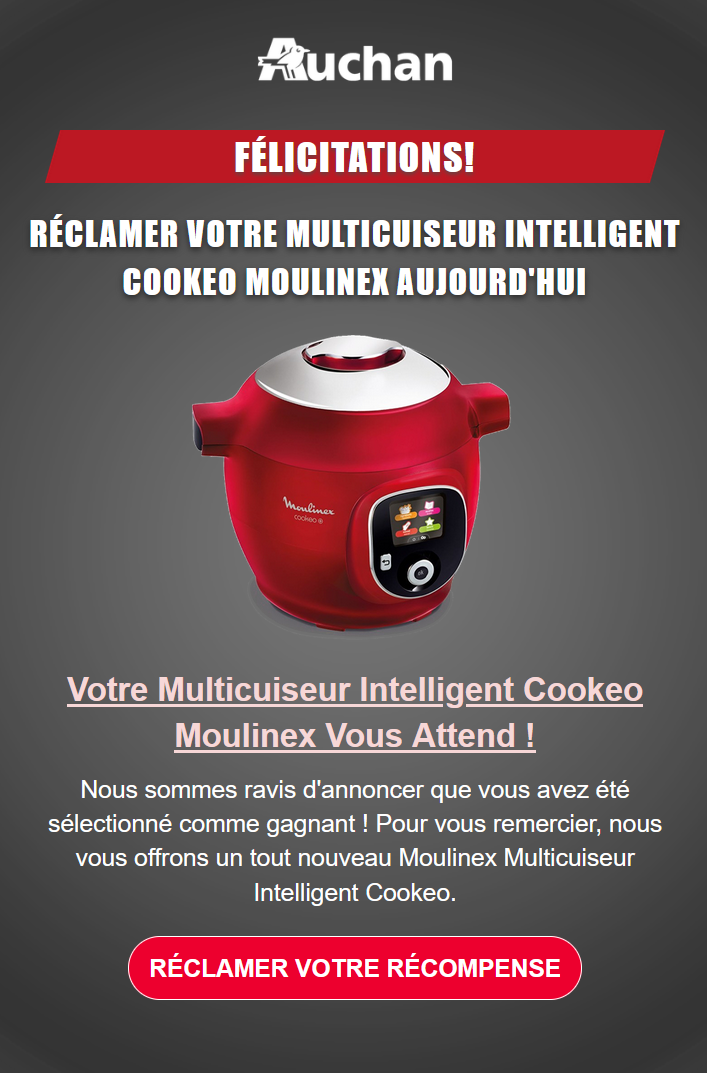 Auchan
FÉLICITATIONS!
RÉCLAMER VOTRE MULTICUISEUR INTELLIGENT
COOKEO MOULINEX AUJOURD'HUI
Moulinex
cookeo
Votre Multicuiseur Intelligent Cookeo
Moulinex Vous Attend !
Nous sommes ravis d'annoncer que vous avez été
sélectionné comme gagnant ! Pour vous remercier, nous
vous offrons un tout nouveau Moulinex Multicuiseur
Intelligent Cookeo.
RÉCLAMER VOTRE RÉCOMPENSE